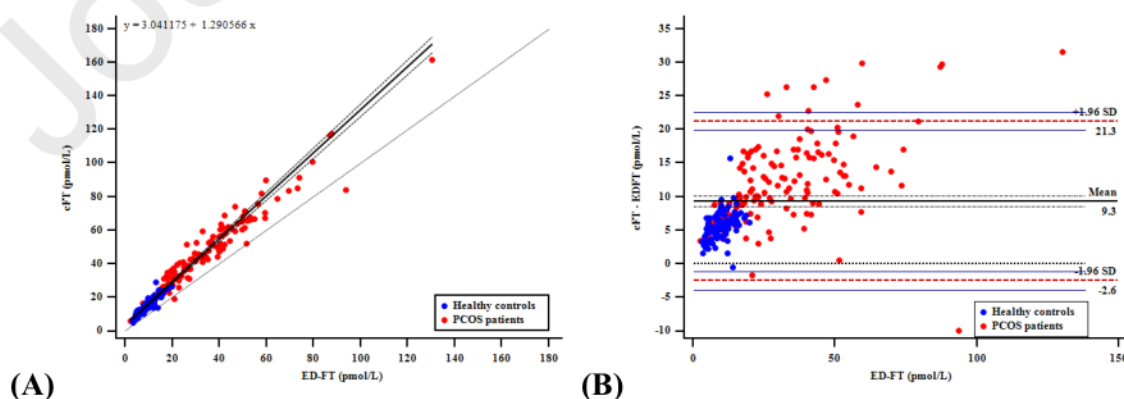 Jo
y = 3.041175 + 1.290566 x
cFT (pmol/L)
180
160
140
120
100
80
60
40
20
0
0 20 40 60 80 100 120 140 160 180
ED-FT (pmol/L)
Healthy controls
PCOS patients
(A)
cFT - EDFT (pmol/L)
35
30
25
20
15
10
5
0
-5
-10
0 50 100 150
ED-FT (pmol/L)
+1.96 SD
21.3
Mean
9.3
-1.96 SD
-2.6
Healthy controls
PCOS patients
(B)